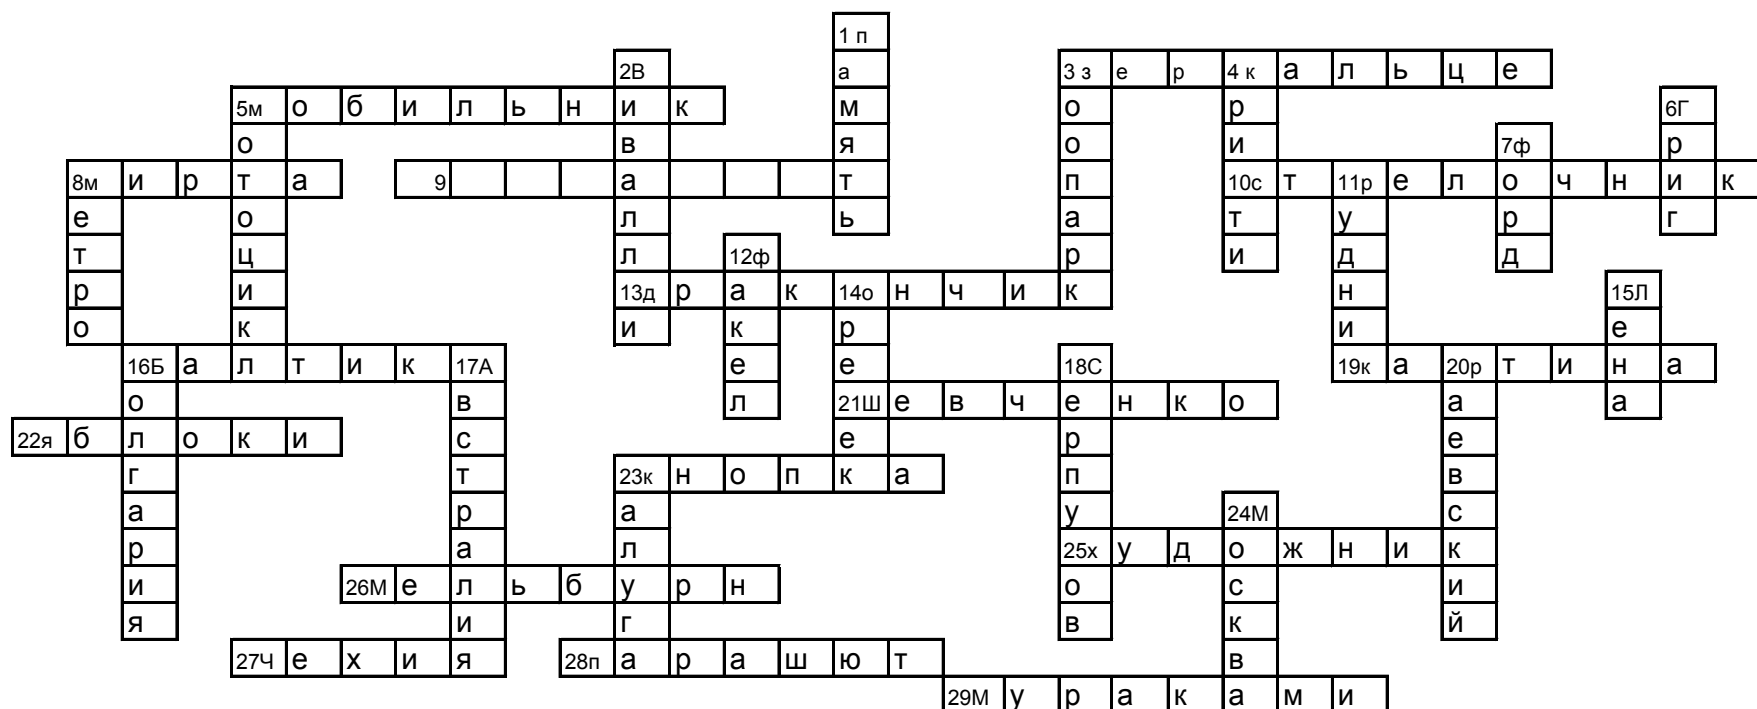 1 п
2В а 3 з е р 4 к а л ь ц е
5м о б и л ь н и к м о р 6Г
о в я о и 7ф р
8м и р т а 9 а т п 10с т 11р е л о ч н и к
е о л ь а т у р г
т ц л 12ф р и д д
р и 13д р а к 14о н ч и к н 15Л
о к и к р и е
16Б а л т и к 17А е е 18С 19к а 20р т и н а
о в л 21Ш е в ч е н к о а а
22я б л о к и с е р е
г т 23к н о п к а п в
а р а у 24М с
р а л 25х у д о ж н и к
и 26М е л ь б у р н о с и
я и г в к й
27Ч е х и я 28п а р а ш ю т в
29М у р а к а м и